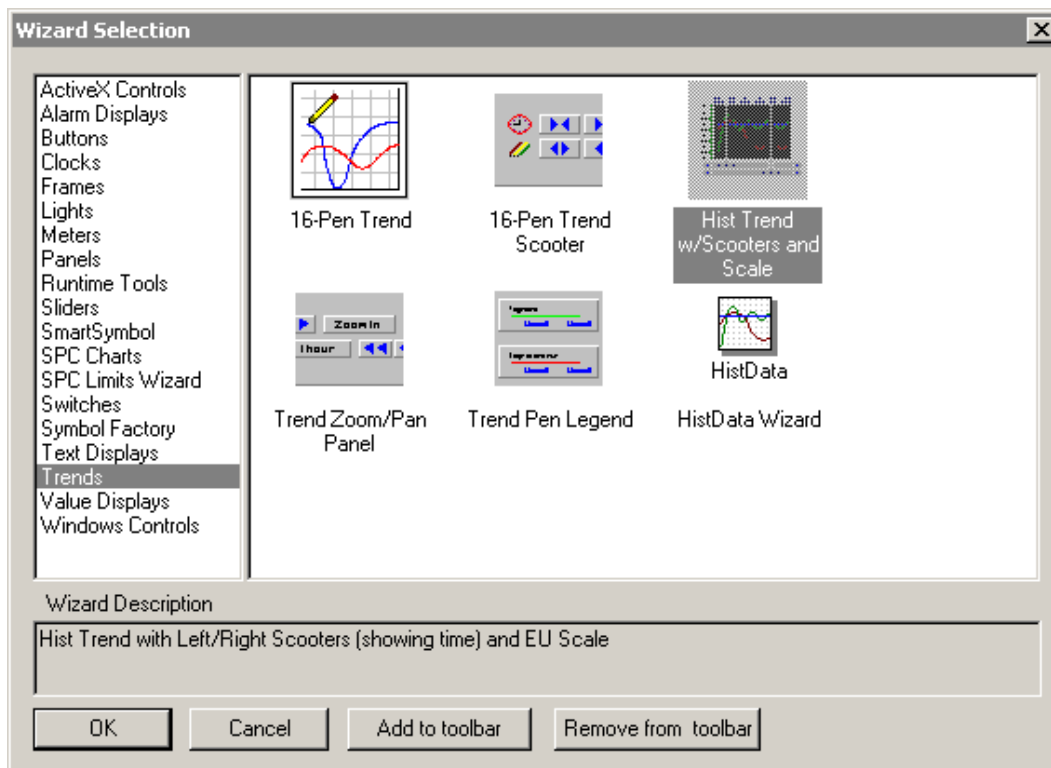 Wizard Selection
ActiveX Controls
Alarm Displays
Buttons
Clocks
Frames
Lights
Meters
Panels
Runtime Tools
Sliders
SmartSymbol
SPC Charts
SPC Limits Wizard
Switches
Symbol Factory
Text Displays
Trends
Value Displays
Windows Controls
16-Pen Trend
16-Pen Trend
Scooter
Hist Trend
w/Scooters and
Scale
Zoom In
1 hour
Trend Zoom/Pan
Panel
Trend Pen Legend
HistData
HistData Wizard
Wizard Description
Hist Trend with Left/Right Scooters (showing time) and EU Scale
OK
Cancel
Add to toolbar
Remove from  toolbar